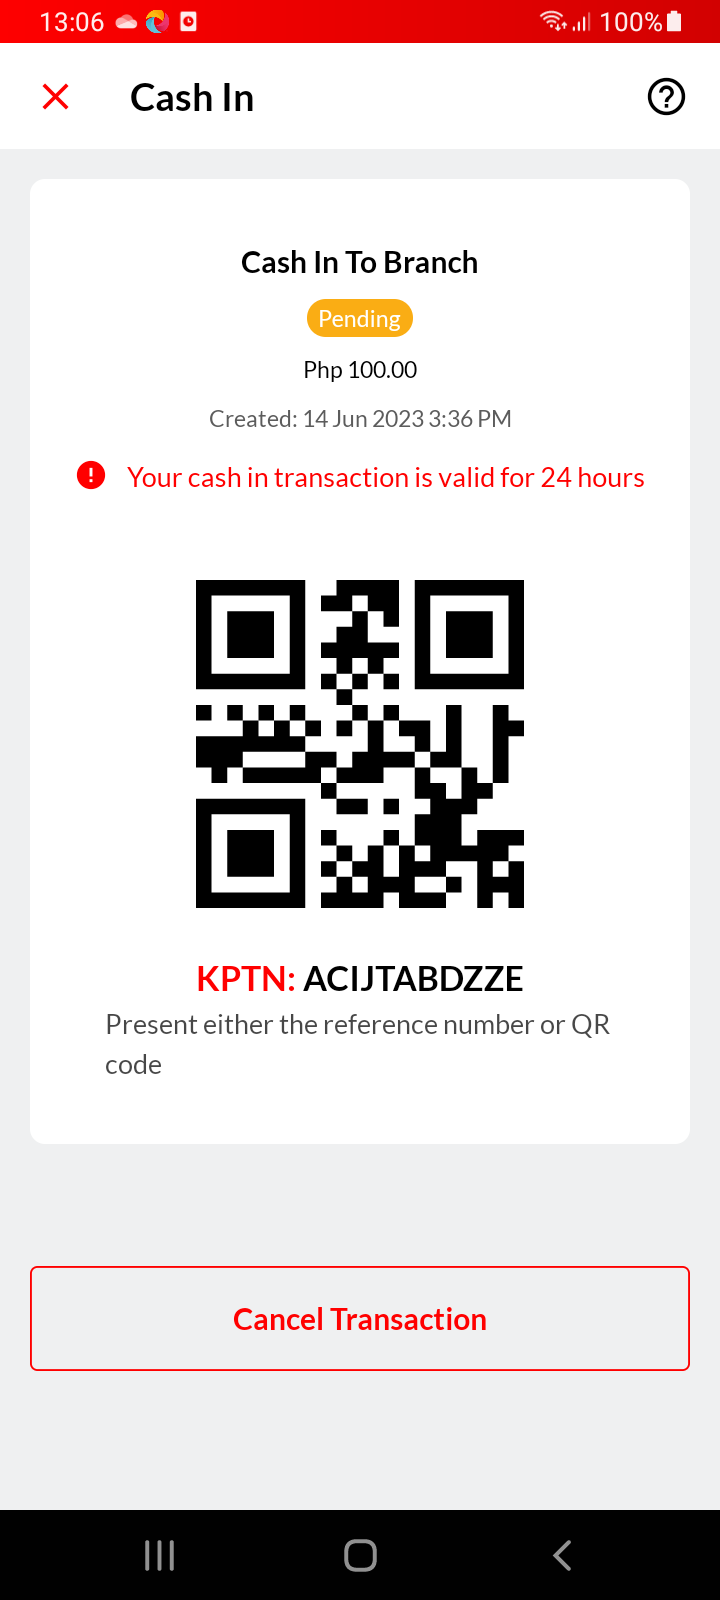 13:06
100%
Cash In
Cash In To Branch
Pending
Php 100.00
Created: 14 Jun 2023 3:36 PM
Your cash in transaction is valid for 24 hours
KPTN: ACIJTABDZZE
Present either the reference number or QR
code
Cancel Transaction